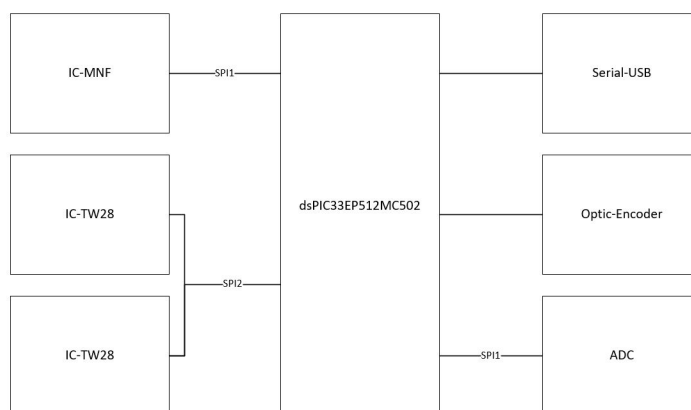 IC-MNF
SPI1
Serial-USB
dsPIC33EP512MC502
IC-TW28
Optic-Encoder
SPI2
IC-TW28
SPI1
ADC